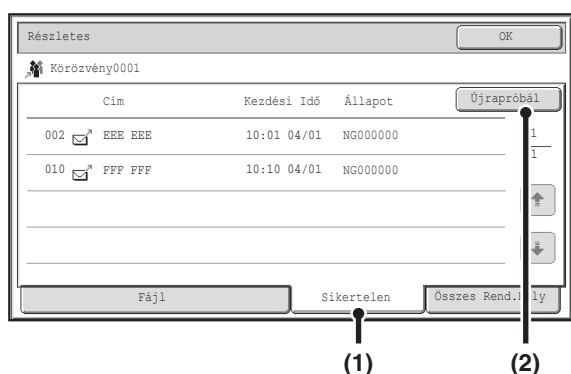 Részletes OK
Körözvény0001
Cím Kezdési Idő Állapot Újrapróbál
002 EEE EEE 10:01 04/01 NG000000 1
1
010 FFF FFF 10:10 04/01 NG000000
Fájl Sikertelen Összes Rend.
(1) (2)